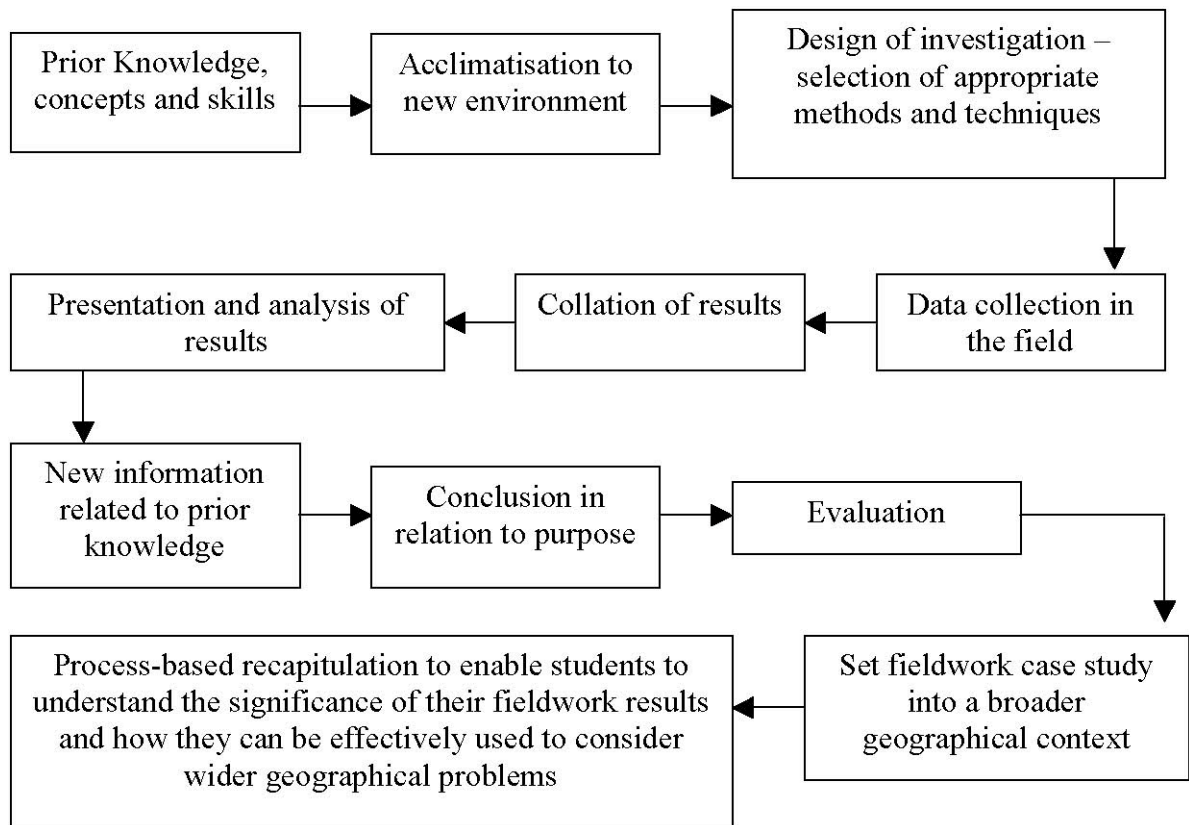 Prior Knowledge,
concepts and skills
Acclimatisation to
new environment
Design of investigation –
selection of appropriate
methods and techniques
Data collection in
the field
Collation of results
Presentation and analysis of
results
New information
related to prior
knowledge
Conclusion in
relation to purpose
Evaluation
Set fieldwork case study
into a broader
geographical context
Process-based recapitulation to enable students to
understand the significance of their fieldwork results
and how they can be effectively used to consider
wider geographical problems